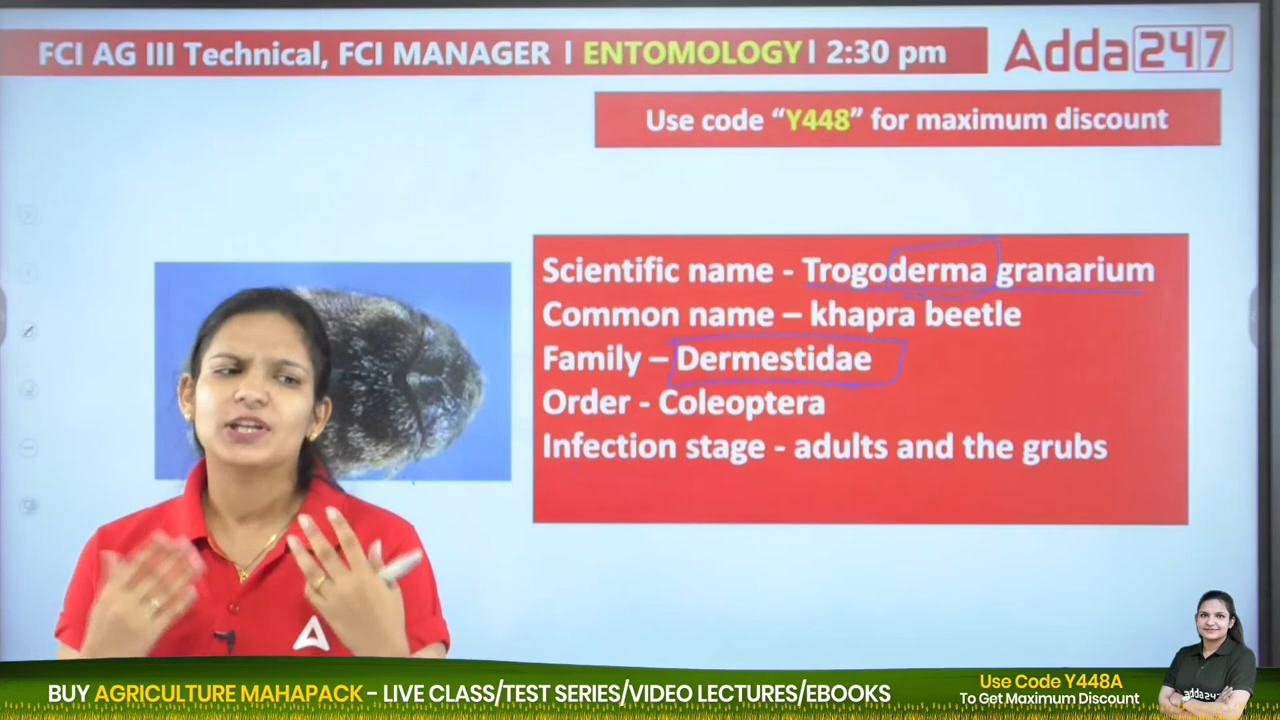 FCI AG III Technical, FCI MANAGER I ENTOMOLOGY I 2:30 pm
Adda 247
Use code “Y448” for maximum discount
Scientific name - Trogoderma granarium
Common name – khapra beetle
Family – Dermestidae
Order - Coleoptera
Infection stage - adults and the grubs
BUY AGRICULTURE MAHAPACK - LIVE CLASS/TEST SERIES/VIDEO LECTURES/EBOOKS
Use Code Y448A
To Get Maximum Discount
adda247